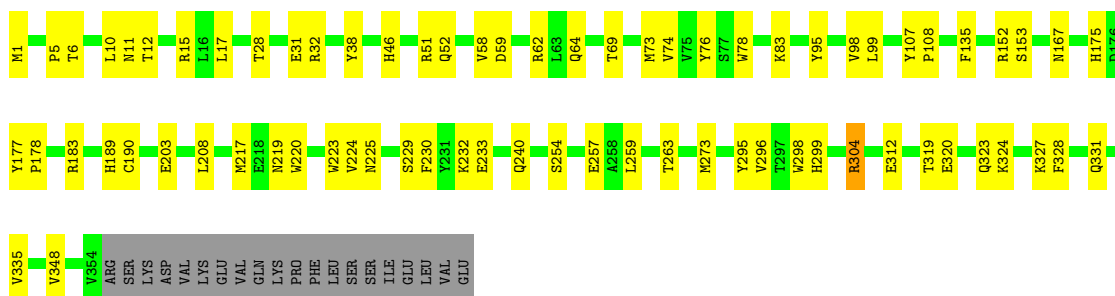 M1 P5 T6 L10 N11 T12 R15 L16 L17 T28 E31 R32 Y38 H46 R51 Q52 V58 D59 R62 L63 Q64 T69 M73 V74 V75 Y76 S77 W78 K83 Y95 V98 L99 Y107 P108 F135 R152 S153 N167 H175 D176
Y177 P178 R183 H189 C190 E203 L208 M217 E218 N219 W220 W223 V224 N225 S229 F230 Y231 K232 E233 Q240 S254 E257 A258 L259 T263 M273 Y295 V296 T297 W298 H299 R304 E312 T319 E320 Q323 K324 K327 F328 Q331
V335 V348 V354 ARG SER LYS ASP VAL LYS GLU VAL GLN LYS PRO PHE LEU SER SER ILE GLU LEU VAL GLU